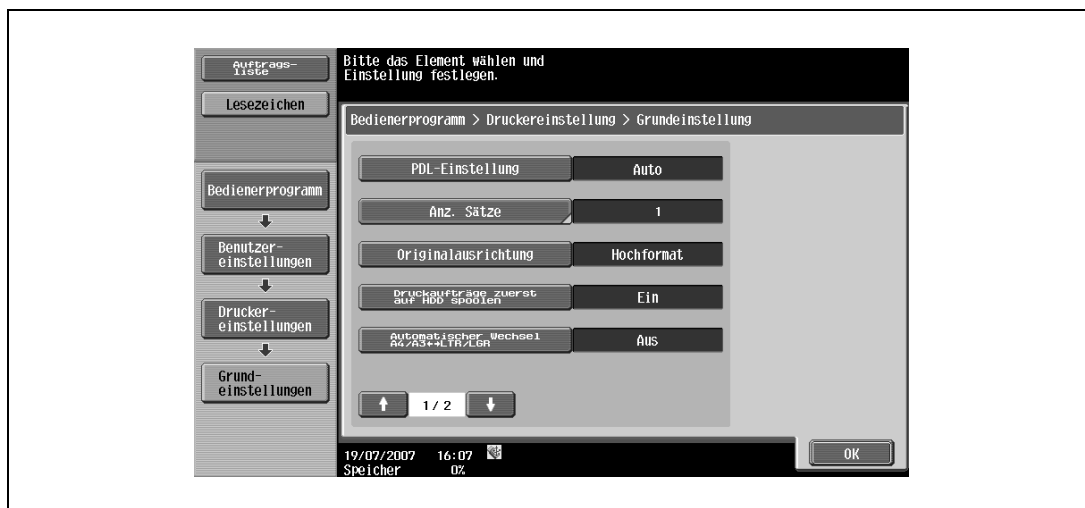 Auftrags-
liste
Bitte das Element wählen und
Einstellung festlegen.
Lesezeichen
Bedienerprogramm > Druckereinstellung > Grundeinstellung
PDL-Einstellung
Auto
Anz. Sätze
1
Originalausrichtung
Hochformat
Druckaufträge zuerst
auf HDD spoolen
Ein
Automatischer Wechsel
A4/A3↔LTR/LGR
Aus
1/2
Bedienerprogramm
Benutzer-
einstellungen
Drucker-
einstellungen
Grund-
einstellungen
19/07/2007 16:07
Speicher 0%
OK